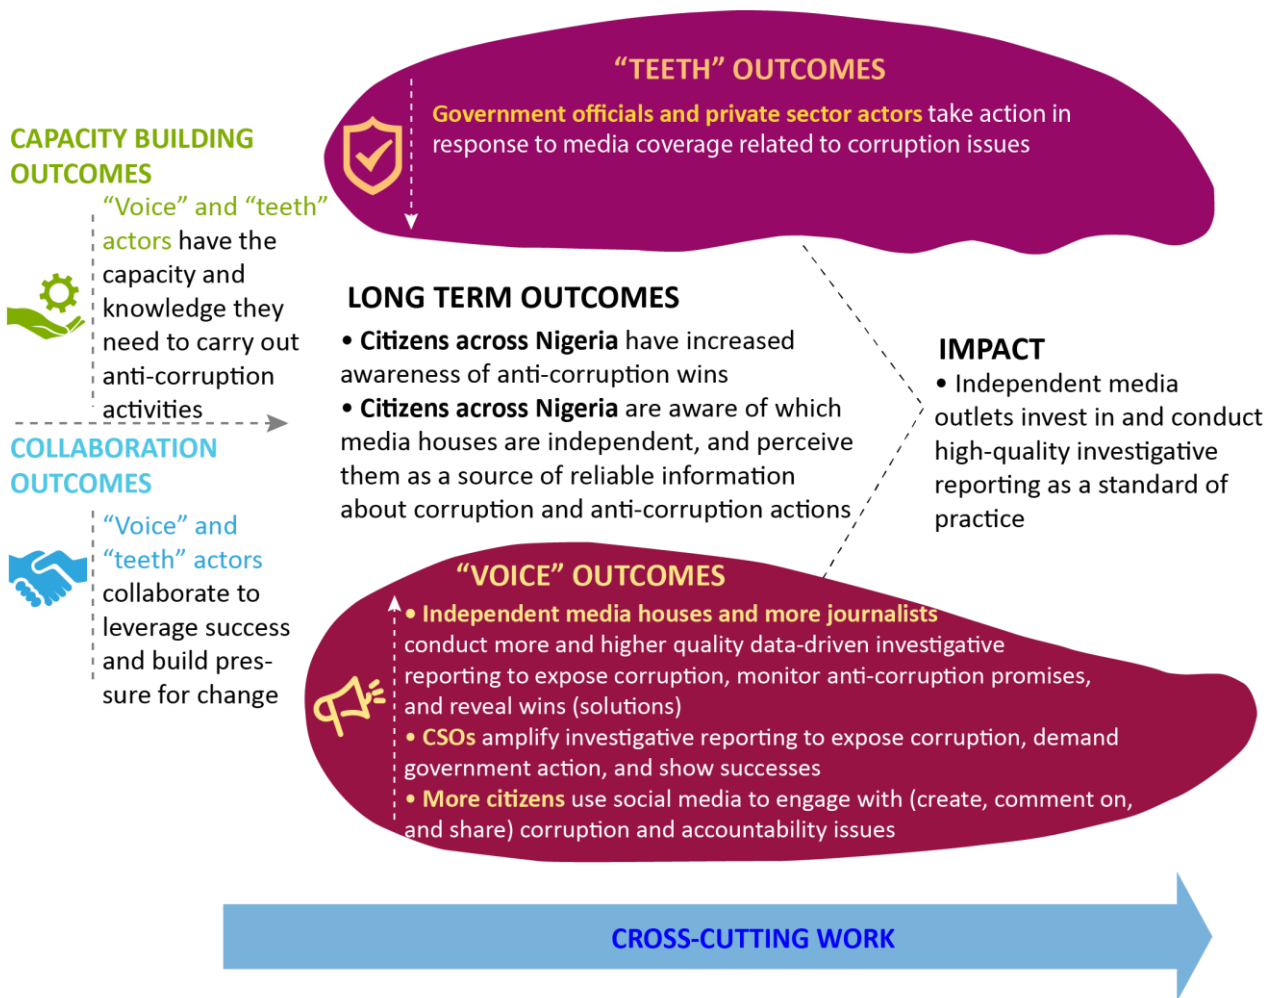 “TEETH” OUTCOMES
Government officials and private sector actors take action in
response to media coverage related to corruption issues
CAPACITY BUILDING
OUTCOMES
“Voice” and “teeth”
actors have the
capacity and
knowledge they
need to carry out
anti-corruption
activities
COLLABORATION
OUTCOMES
“Voice” and
“teeth” actors
collaborate to
leverage success
and build pres-
sure for change
LONG TERM OUTCOMES
• Citizens across Nigeria have increased
awareness of anti-corruption wins
• Citizens across Nigeria are aware of which
media houses are independent, and perceive
them as a source of reliable information
about corruption and anti-corruption actions
IMPACT
• Independent media
outlets invest in and conduct
high-quality investigative
reporting as a standard of
practice
“VOICE” OUTCOMES
• Independent media houses and more journalists
conduct more and higher quality data-driven investigative
reporting to expose corruption, monitor anti-corruption promises,
and reveal wins (solutions)
• CSOs amplify investigative reporting to expose corruption, demand
government action, and show successes
• More citizens use social media to engage with (create, comment on,
and share) corruption and accountability issues
CROSS-CUTTING WORK